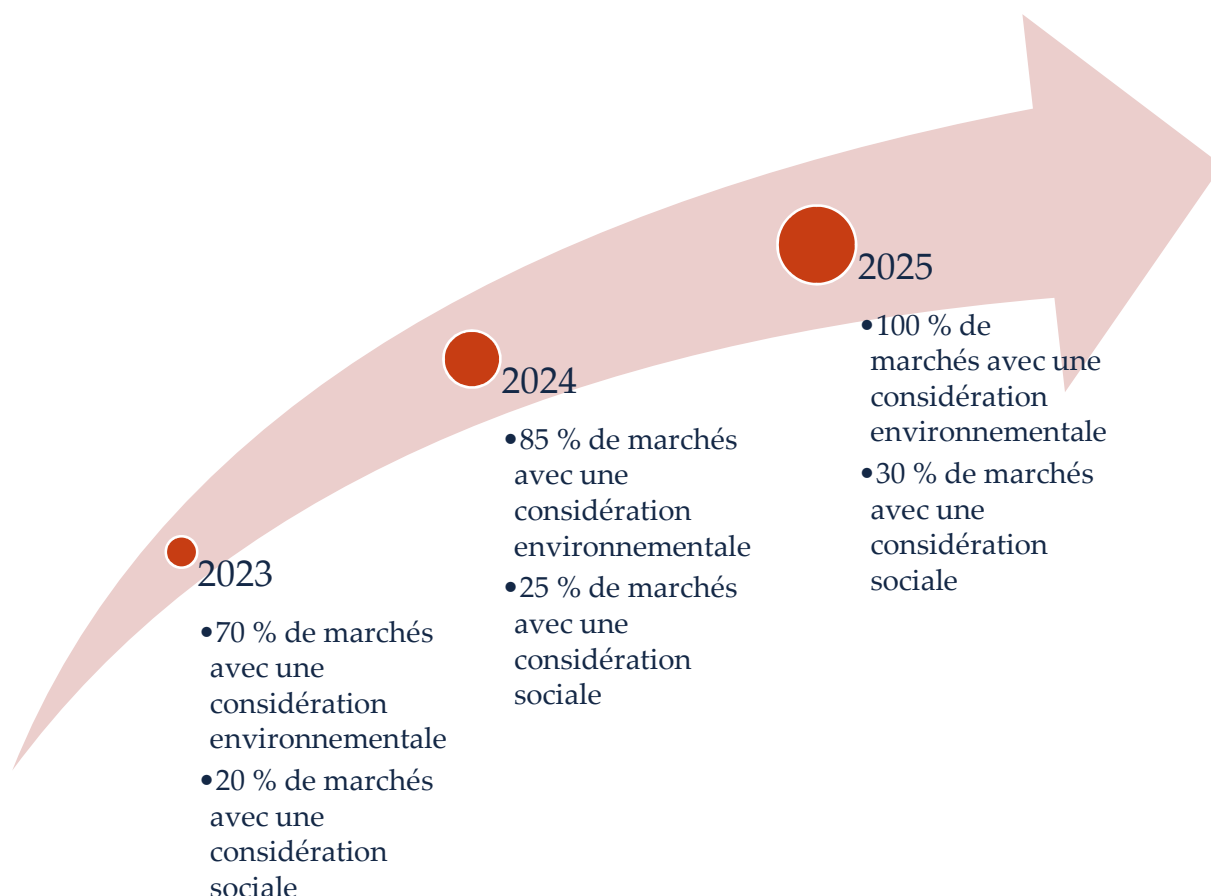 2023
•70 % de marchés
avec une
considération
environnementale
•20 % de marchés
avec une
considération
sociale
2024
•85 % de marchés
avec une
considération
environnementale
•25 % de marchés
avec une
considération
sociale
2025
•100 % de
marchés avec une
considération
environnementale
•30 % de marchés
avec une
considération
sociale